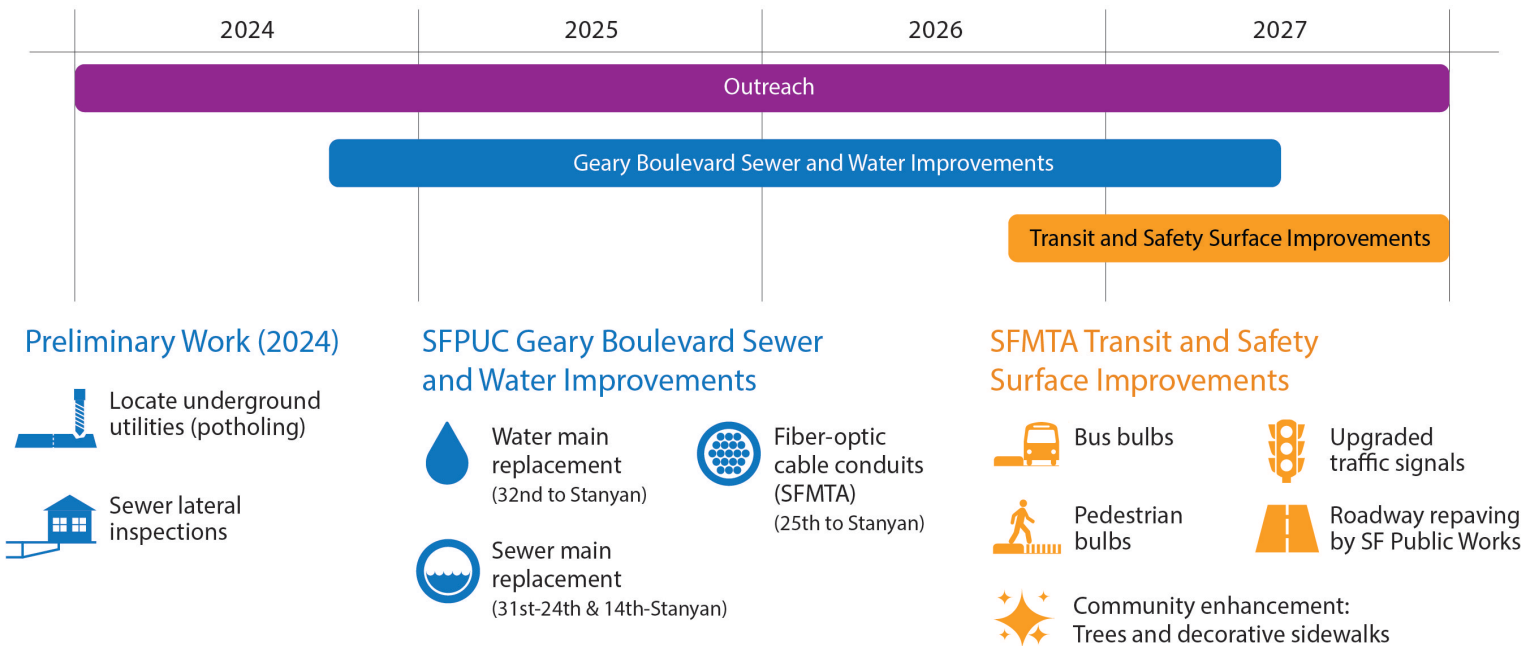 2024
2025
2026
2027
Outreach
Geary Boulevard Sewer and Water Improvements
Transit and Safety Surface Improvements
Preliminary Work (2024)
Locate underground
utilities (potholing)
Sewer lateral
inspections
SFPUC Geary Boulevard Sewer
and Water Improvements
Water main
replacement
(32nd to Stanyan)
Sewer main
replacement
(31st-24th & 14th-Stanyan)
Fiber-optic
cable conduits
(SFMTA)
(25th to Stanyan)
SFMTA Transit and Safety
Surface Improvements
Bus bulbs
Pedestrian
bulbs
Upgraded
traffic signals
Roadway repaving
by SF Public Works
Community enhancement:
Trees and decorative sidewalks